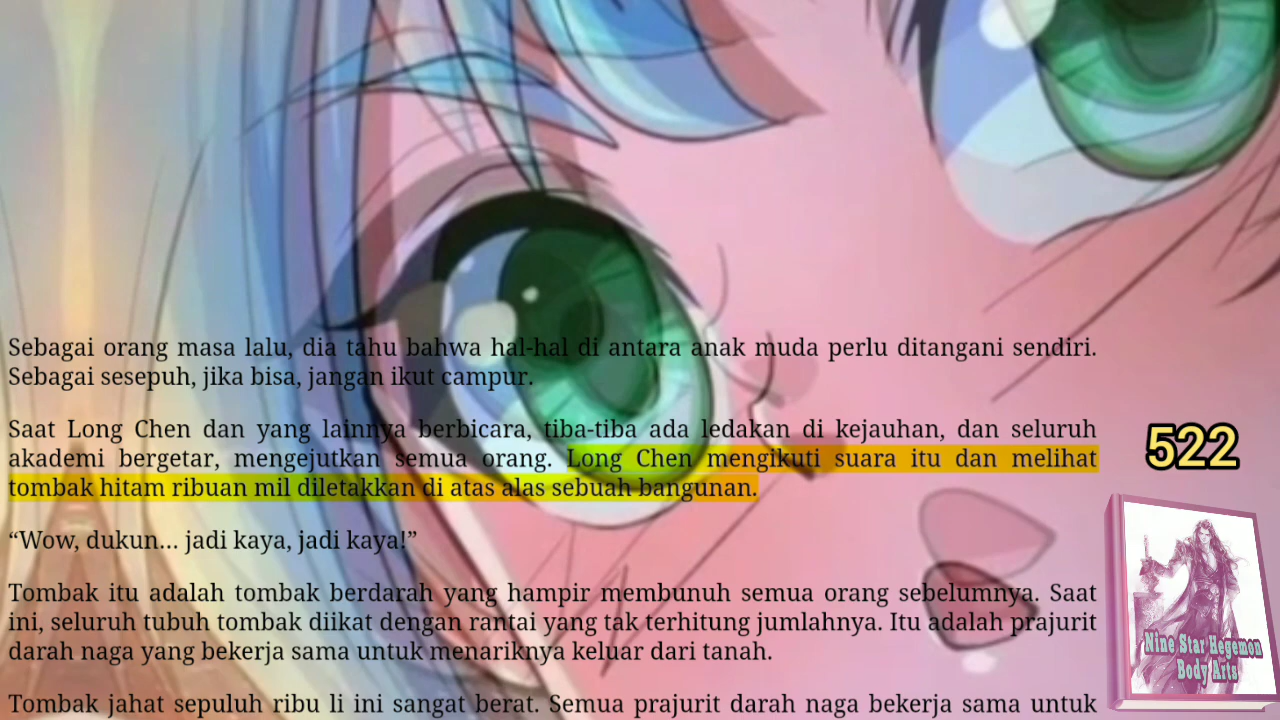 Sebagai orang masa lalu, dia tahu bahwa hal-hal di antara anak muda perlu ditangani sendiri.
Sebagai sesepuh, jika bisa, jangan ikut campur.
Saat Long Chen dan yang lainnya berbicara, tiba-tiba ada ledakan di kejauhan, dan seluruh
akademi bergetar, mengejutkan semua orang. Long Chen mengikuti suara itu dan melihat
tombak hitam ribuan mil diletakkan di atas alas sebuah bangunan.
“Wow, dukun… jadi kaya, jadi kaya!”
Tombak itu adalah tombak berdarah yang hampir membunuh semua orang sebelumnya. Saat
ini, seluruh tubuh tombak diikat dengan rantai yang tak terhitung jumlahnya. Itu adalah prajurit
darah naga yang bekerja sama untuk menariknya keluar dari tanah.
Tombak jahat sepuluh ribu li ini sangat berat. Semua prajurit darah naga bekerja sama untuk
522
Nine Star Hegemon
Body Arts